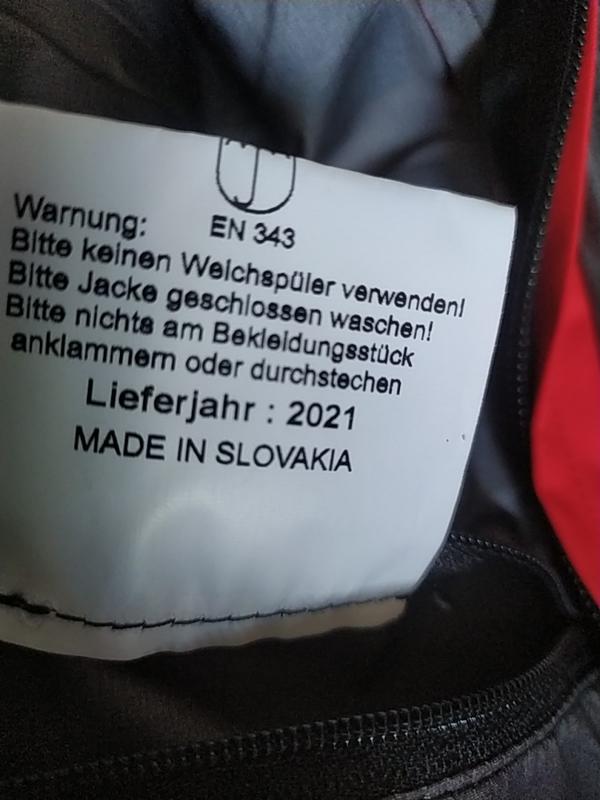 EN 343
Warnung:
Bitte keinen Weichspüler verwenden!
Bitte Jacke geschlossen waschen!
Bitte nichts am Bekleidungsstück
anklammern oder durchstechen
Lieferjahr : 2021
MADE IN SLOVAKIA